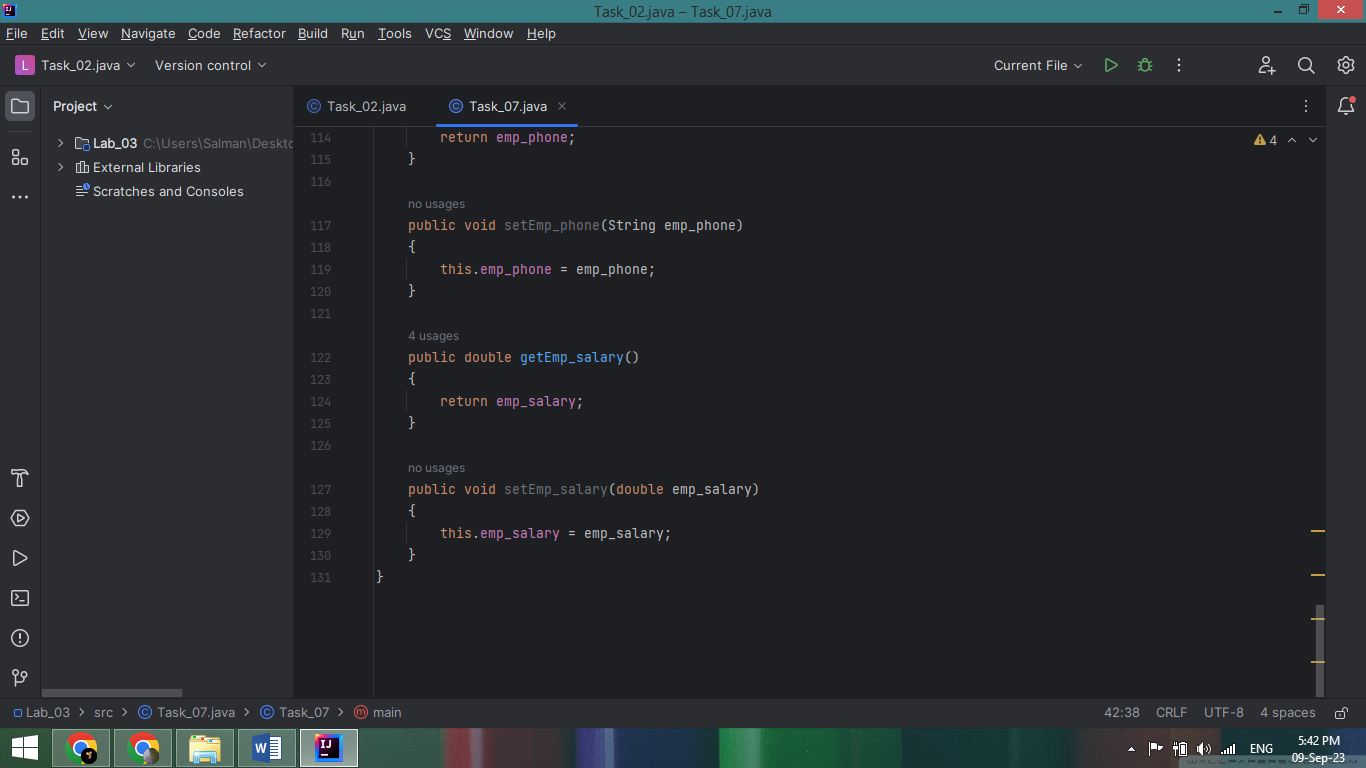 Task_02.java – Task_07.java
File Edit View Navigate Code Refactor Build Run Tools VCS Window Help
L Task_02.java Version control Current File
Project
Task_02.java Task_07.java
Lab_03 C:\Users\Salman\Deskto
External Libraries
Scratches and Consoles
4
114 return emp_phone;
115 }
116
no usages
117 public void setEmp_phone(String emp_phone)
118 {
119 this.emp_phone = emp_phone;
120 }
121
4 usages
122 public double getEmp_salary()
123 {
124 return emp_salary;
125 }
126
no usages
127 public void setEmp_salary(double emp_salary)
128 {
129 this.emp_salary = emp_salary;
130 }
131 }
Lab_03 src Task_07.java Task_07 main 42:38 CRLF UTF-8 4 spaces
ENG 5:42 PM
09-Sep-23